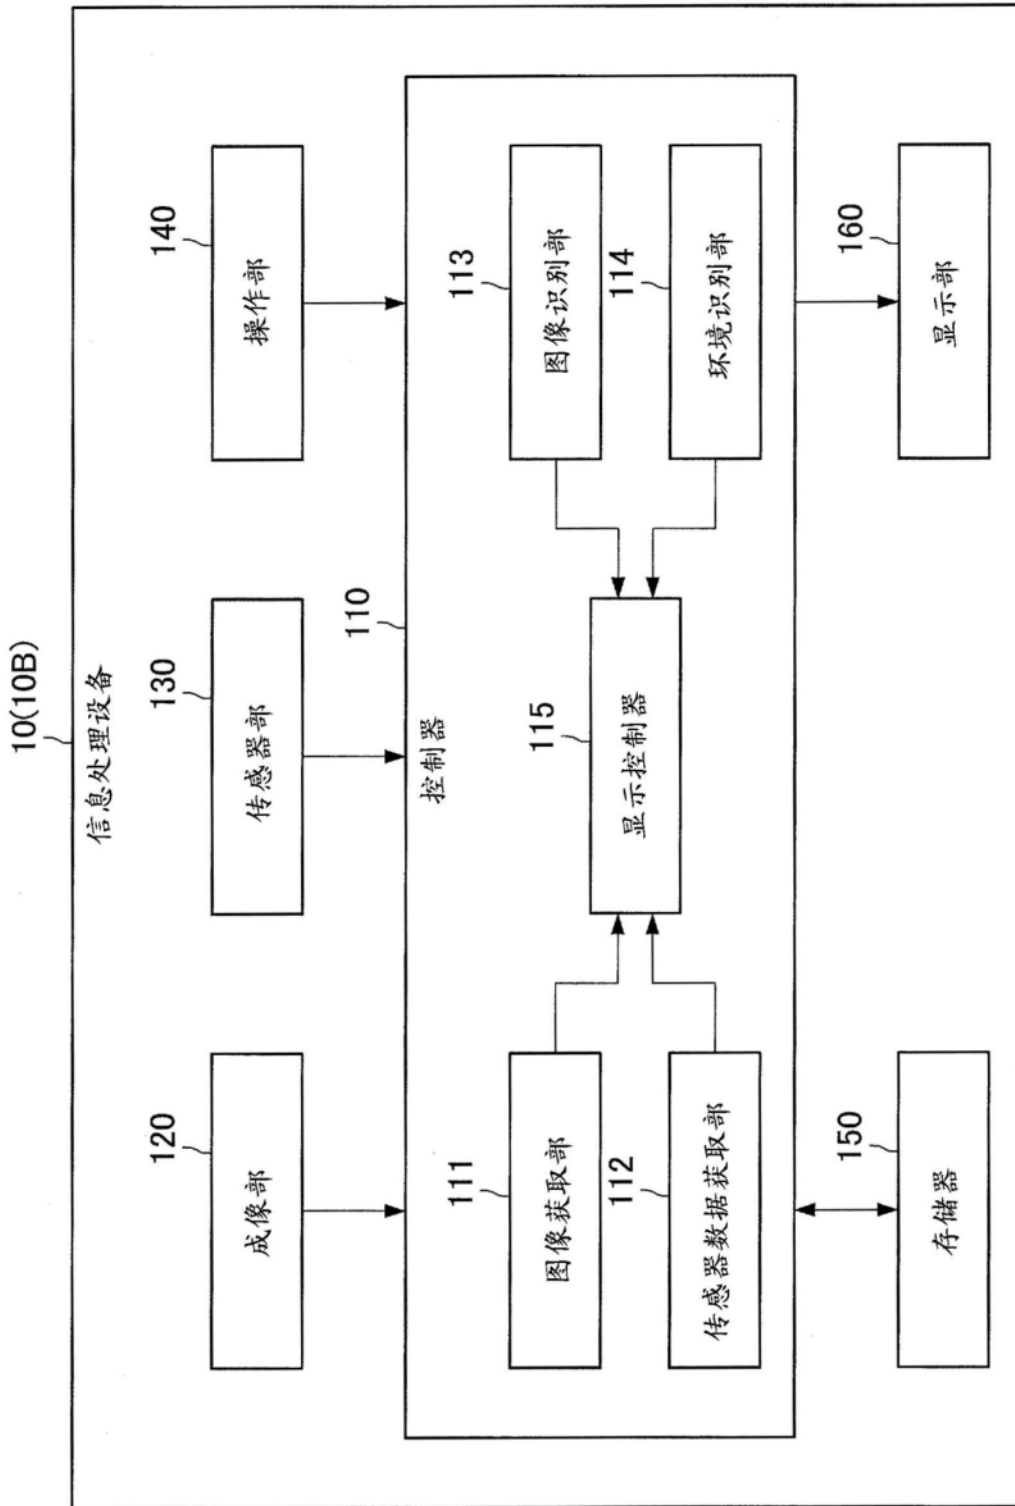 10(10B)
信息处理设备
120
成像部
130
传感器部
140
操作部
110
控制器
111
图像获取部
112
传感器数据获取部
115
显示控制器
113
图像识别部
114
环境识别部
150
存储器
160
显示部